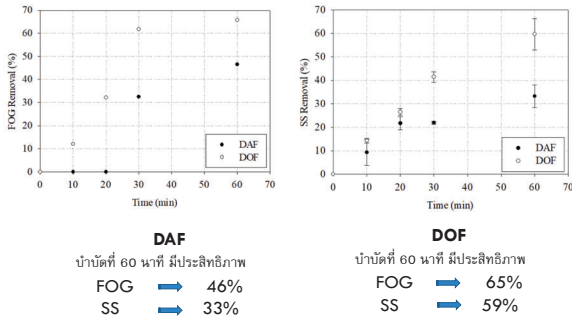 FOG Removal (%)
70
60
50
40
30
20
10
0
0 10 20 30 40 50 60 70
Time (min)
DAF
DOF
SS Removal (%)
70
60
50
40
30
20
10
0
0 10 20 30 40 50 60 70
Time (min)
DAF
DOF
DAF
บำบัดที่ 60 นาที มีประสิทธิภาพ
FOG 46%
SS 33%
DOF
บำบัดที่ 60 นาที มีประสิทธิภาพ
FOG 65%
SS 59%